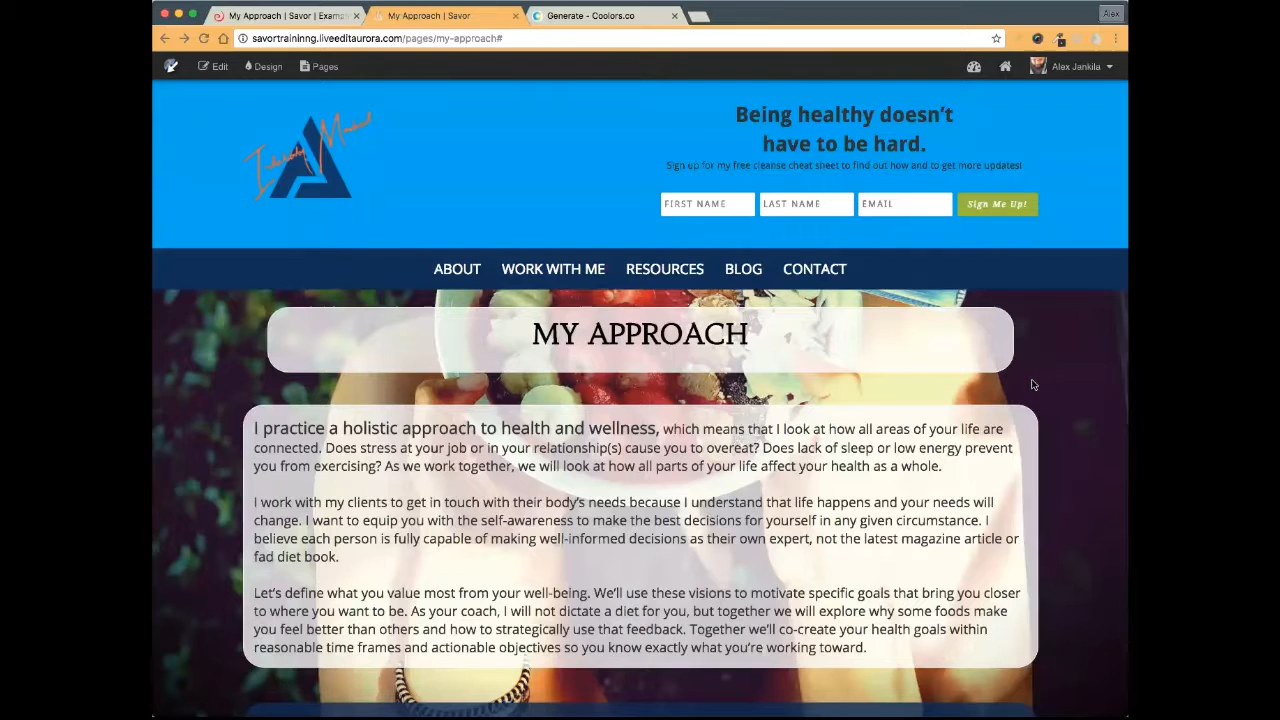 My Approach | Savor | Exam
My Approach | Savor
Generate - Coolors.co
Alex
savortraininng.liveeditaurora.com/pages/my-approach#
Edit
Design
Pages
Alex Jankila
Being healthy doesn't
have to be hard.
Sign up for my free cleanse cheat sheet to find out how and to get more updates!
FIRST NAME
LAST NAME
EMAIL
Sign Me Up!
ABOUT
WORK WITH ME
RESOURCES
BLOG
CONTACT
MY APPROACH
I practice a holistic approach to health and wellness, which means that I look at how all areas of your life are
connected. Does stress at your job or in your relationship(s) cause you to overeat? Does lack of sleep or low energy prevent
you from exercising? As we work together, we will look at how all parts of your life affect your health as a whole.
I work with my clients to get in touch with their body's needs because I understand that life happens and your needs will
change. I want to equip you with the self-awareness to make the best decisions for yourself in any given circumstance. I
believe each person is fully capable of making well-informed decisions as their own expert, not the latest magazine article or
fad diet book.
Let's define what you value most from your well-being. We'll use these visions to motivate specific goals that bring you closer
to where you want to be. As your coach, I will not dictate a diet for you, but together we will explore why some foods make
you feel better than others and how to strategically use that feedback. Together we'll co-create your health goals within
reasonable time frames and actionable objectives so you know exactly what you're working toward.